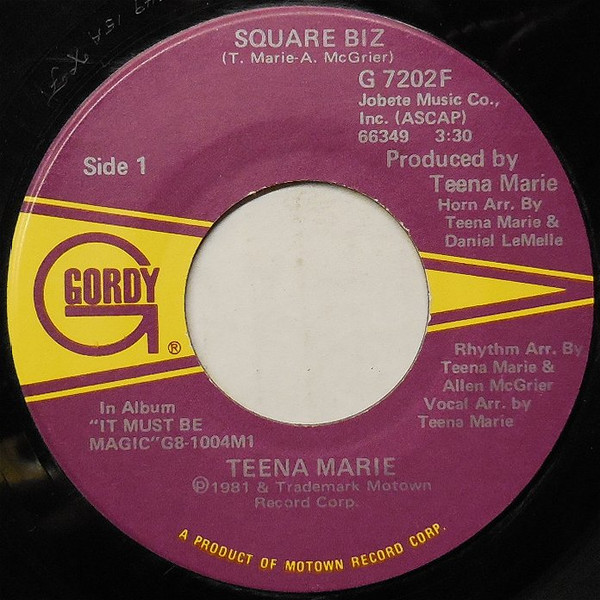 SQUARE BIZ
(T. Marie-A. McGrier)
G 7202F
Jobete Music Co.,
Inc. (ASCAP)
66349 3:30
Side 1
Produced by
Teena Marie
Horn Arr. By
Teena Marie &
Daniel LeMelle
GORDY
®
Rhythm Arr. By
Teena Marie &
Allen McGrier
Vocal Arr. by
Teena Marie
In Album
"IT MUST BE
MAGIC"G8-1004M1
TEENA MARIE
℗1981 & Trademark Motown
Record Corp.
A PRODUCT OF MOTOWN RECORD CORP.